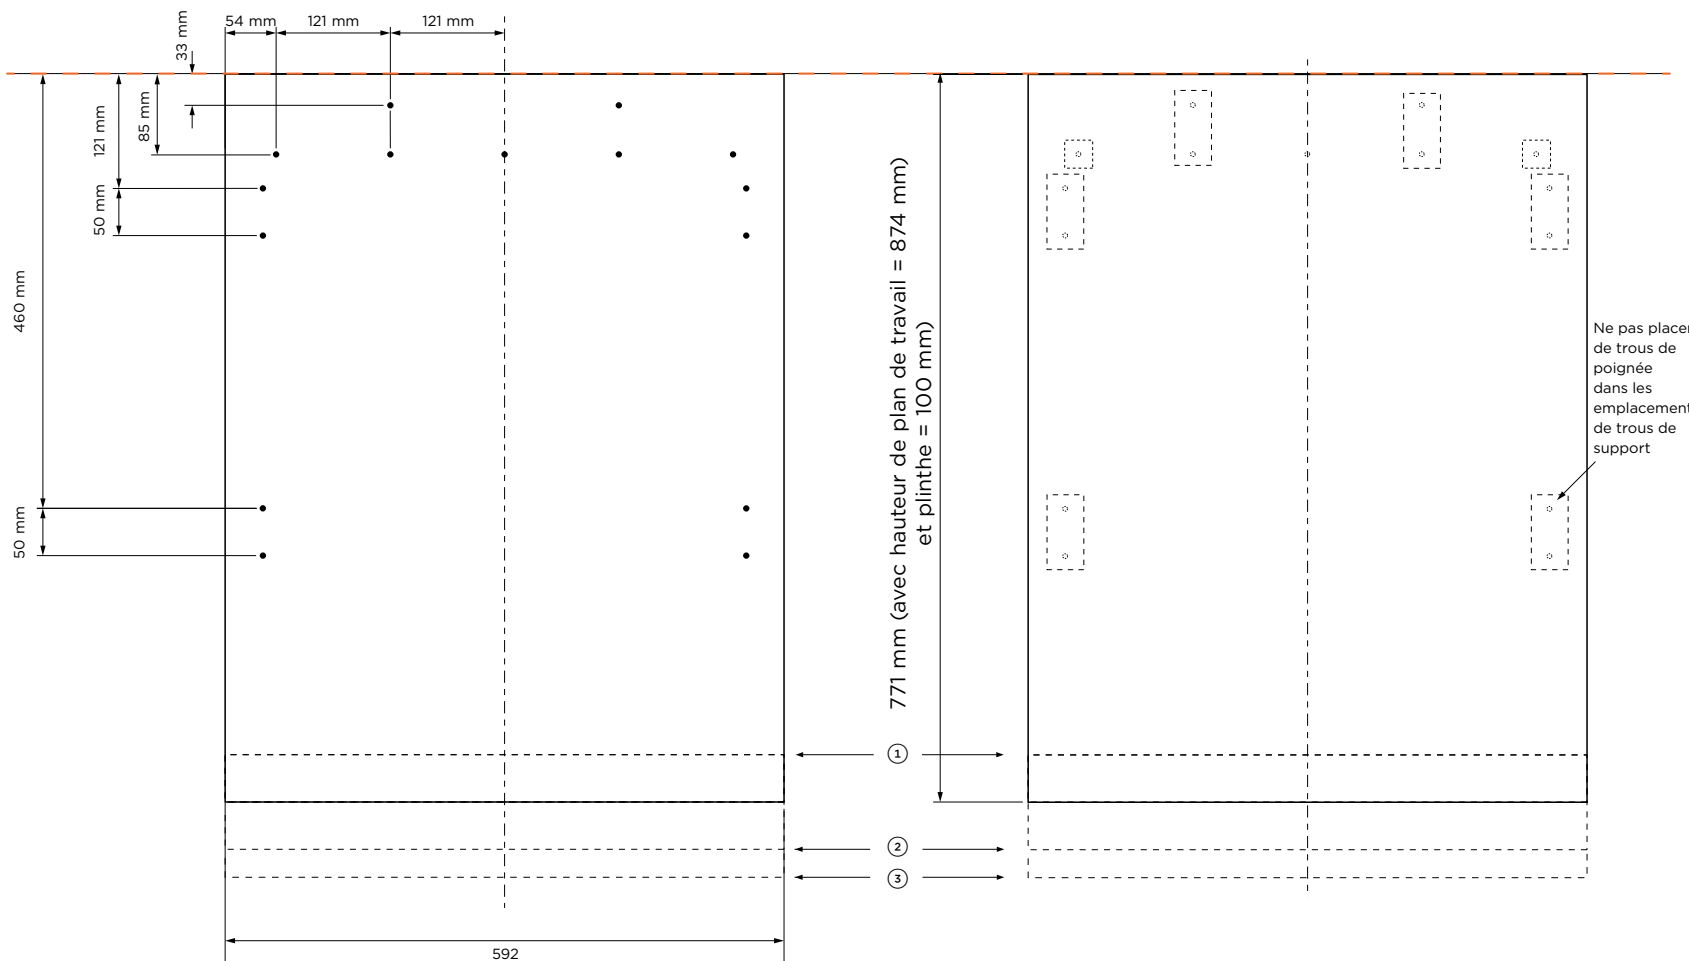 54 mm
121 mm
121 mm
33 mm
85 mm
121 mm
50 mm
460 mm
50 mm
771 mm (avec hauteur de plan de travail = 874 mm)
et plinthe = 100 mm)
Ne pas placer
de trous de
poignée
dans les
emplacement
de trous de
support
1
2
3
592